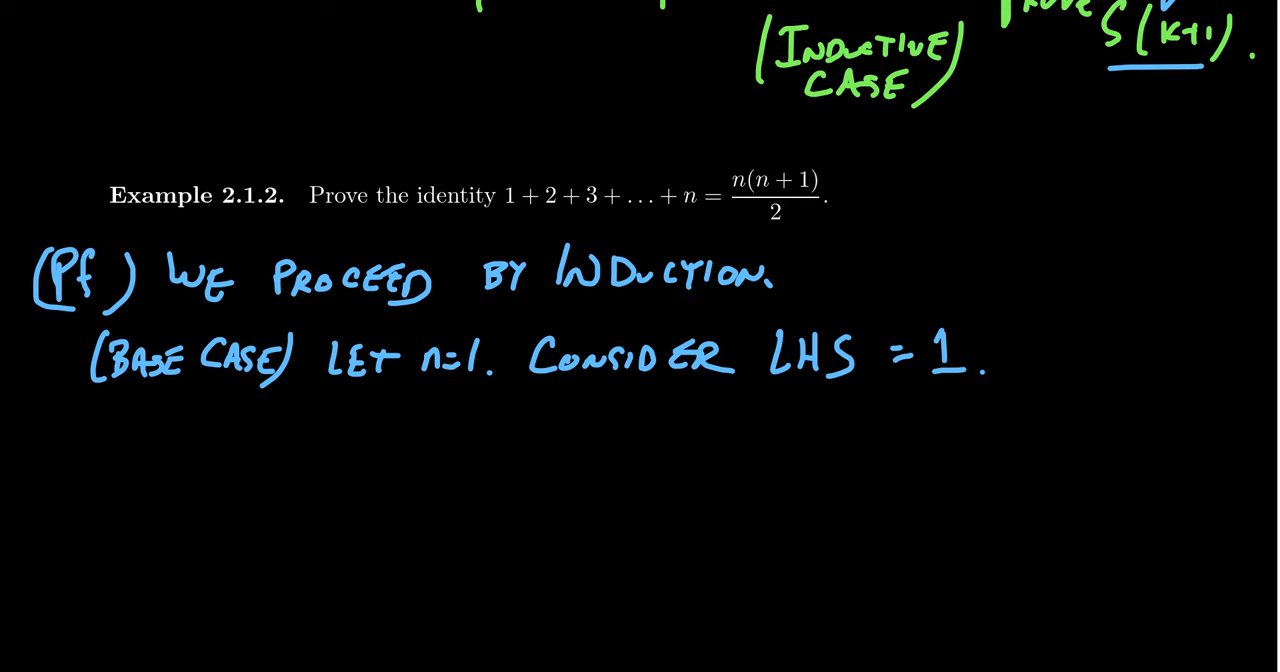 PROVE
S(k+1).
(INDUCTIVE
CASE)
Example 2.1.2. Prove the identity 1 + 2 + 3 + … + n = n(n + 1)/2.
(Pf) WE PROCEED BY INDUCTION.
(BASE CASE) LET n=1. CONSIDER LHS = 1.